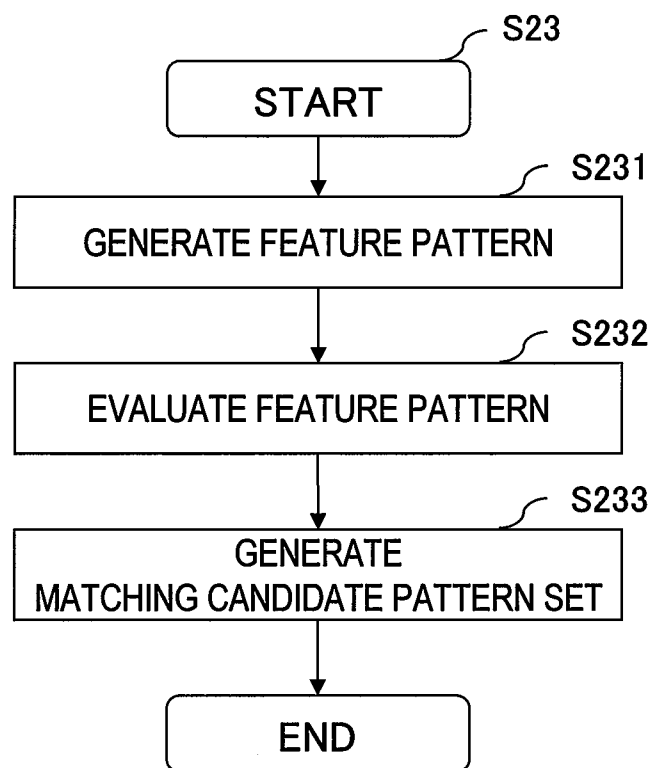 S23
START
S231
GENERATE FEATURE PATTERN
S232
EVALUATE FEATURE PATTERN
S233
GENERATE
MATCHING CANDIDATE PATTERN SET
END